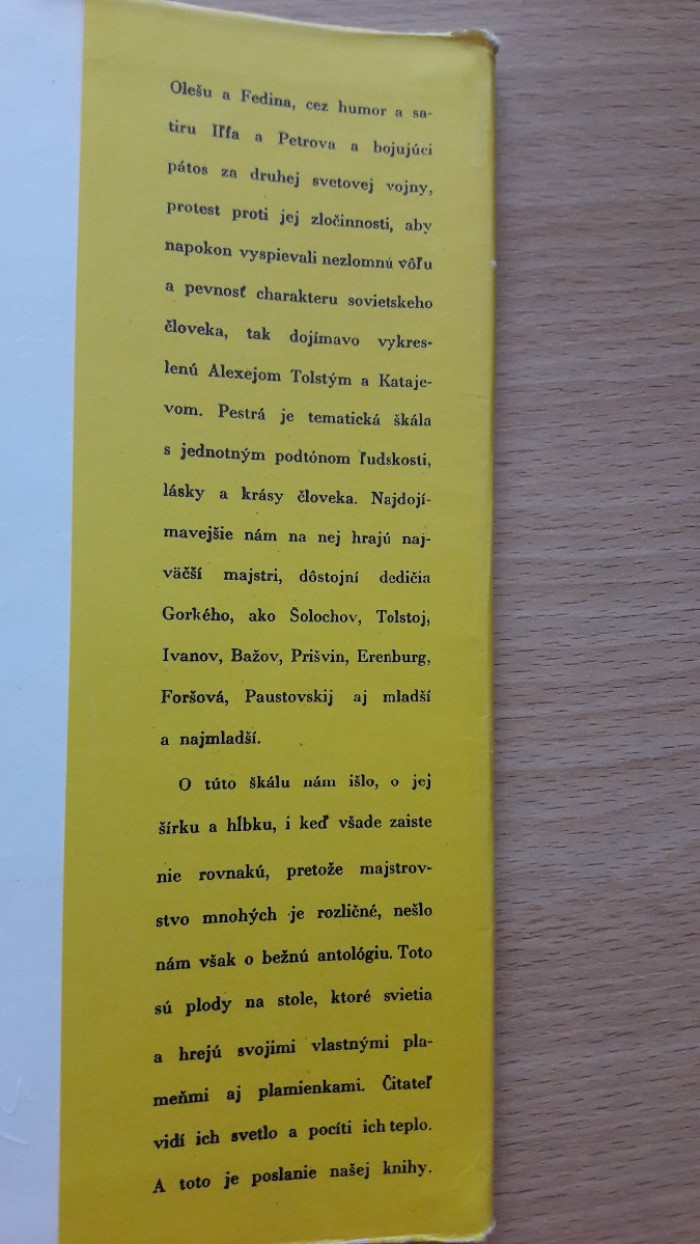 Olešu a Fedina, cez humor a sa-
tiru Iľfa a Petrova a bojujúci
pátos za druhej svetovej vojny,
protest proti jej zločinnosti, aby
napokon vyspievali nezlomnú vôľu
a pevnosť charakteru sovietskeho
človeka, tak dojímavo vykres-
lenú Alexejom Tolstým a Kataje-
vom. Pestrá je tematická škála
s jednotným podtónom ľudskosti,
lásky a krásy človeka. Najdojí-
mavejšie nám na nej hrajú naj-
väčší majstri, dôstojní dedičia
Gorkého, ako Šolochov, Tolstoj,
Ivanov, Bažov, Prišvin, Erenburg,
Foršová, Paustovskij aj mladší
a najmladší.
O túto škálu nám išlo, o jej
šírku a hĺbku, i keď všade zaiste
nie rovnakú, pretože majstrov-
stvo mnohých je rozličné, nešlo
nám však o bežnú antológiu. Toto
sú plody na stole, ktoré svietia
a hrejú svojimi vlastnými pla-
meňmi aj plamienkami. Čitateľ
vidí ich svetlo a pocíti ich teplo.
A toto je poslanie našej knihy.